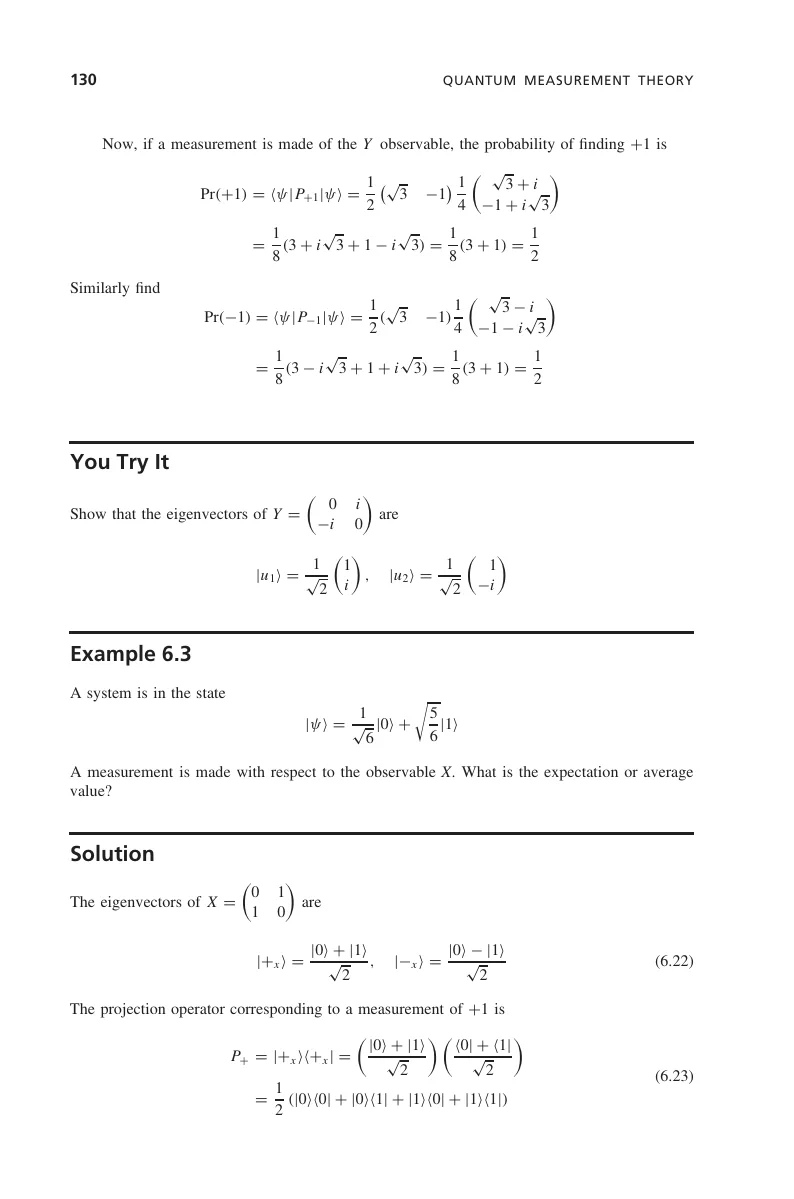 130 QUANTUM MEASUREMENT THEORY
Now, if a measurement is made of the Y observable, the probability of finding +1 is
Pr(+1) = ⟨ψ|P₊₁|ψ⟩ = 1/2 (√3 −1) 1/4 (√3 + i
−1 + i√3)
= 1/8 (3 + i√3 + 1 − i√3) = 1/8 (3 + 1) = 1/2
Similarly find
Pr(−1) = ⟨ψ|P₋₁|ψ⟩ = 1/2 (√3 −1) 1/4 (√3 − i
−1 − i√3)
= 1/8 (3 − i√3 + 1 + i√3) = 1/8 (3 + 1) = 1/2
You Try It
Show that the eigenvectors of Y = (0 i
−i 0) are
|u₁⟩ = 1/√2 (1
i), |u₂⟩ = 1/√2 (1
−i)
Example 6.3
A system is in the state
|ψ⟩ = 1/√6 |0⟩ + √(5/6) |1⟩
A measurement is made with respect to the observable X. What is the expectation or average
value?
Solution
The eigenvectors of X = (0 1
1 0) are
|+ₓ⟩ = |0⟩ + |1⟩ / √2, |−ₓ⟩ = |0⟩ − |1⟩ / √2 (6.22)
The projection operator corresponding to a measurement of +1 is
P₊ = |+ₓ⟩⟨+ₓ| = (|0⟩ + |1⟩ / √2) (⟨0| + ⟨1| / √2)
(6.23)
= 1/2 (|0⟩⟨0| + |0⟩⟨1| + |1⟩⟨0| + |1⟩⟨1|)